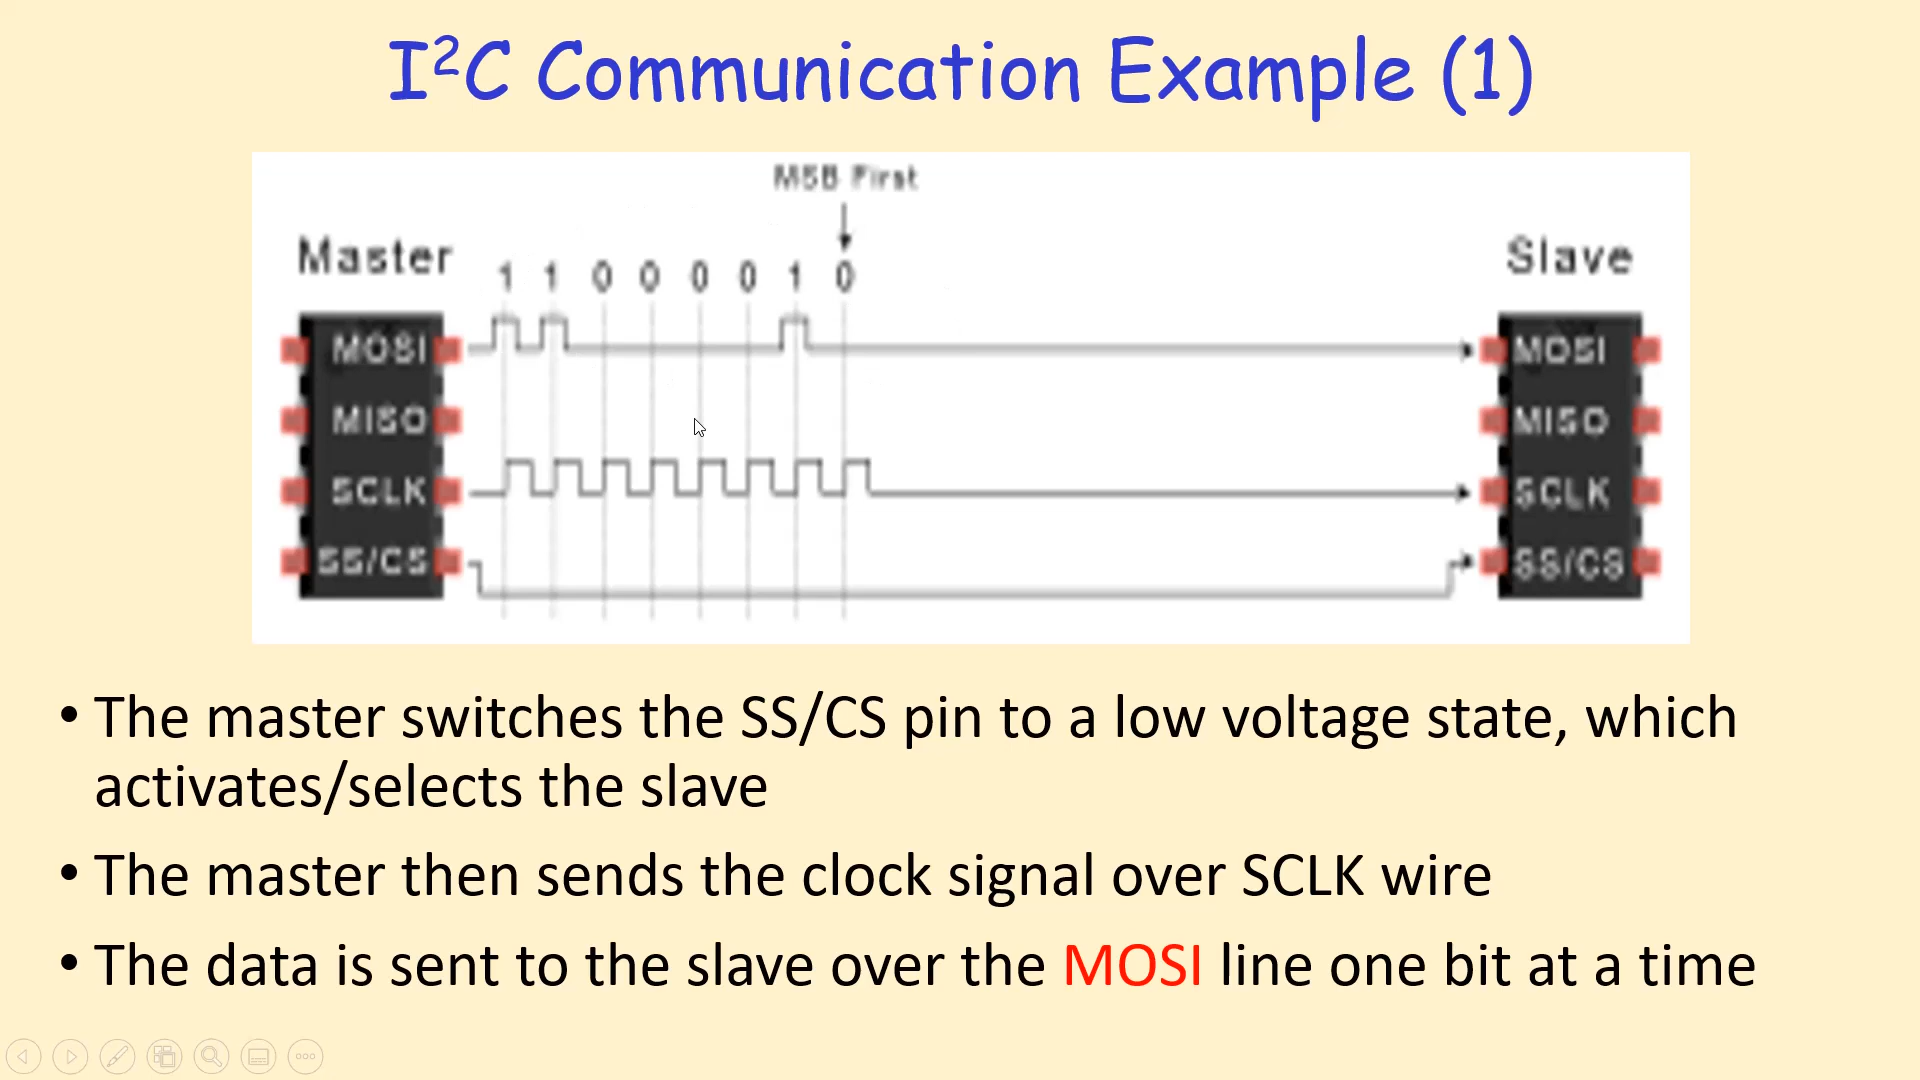 I²C Communication Example (1)
MSB First
Master
Slave
1 1 0 0 0 0 1 0
MOSI
MISO
SCLK
SS/CS
MOSI
MISO
SCLK
SS/CS
• The master switches the SS/CS pin to a low voltage state, which
activates/selects the slave
• The master then sends the clock signal over SCLK wire
• The data is sent to the slave over the MOSI line one bit at a time